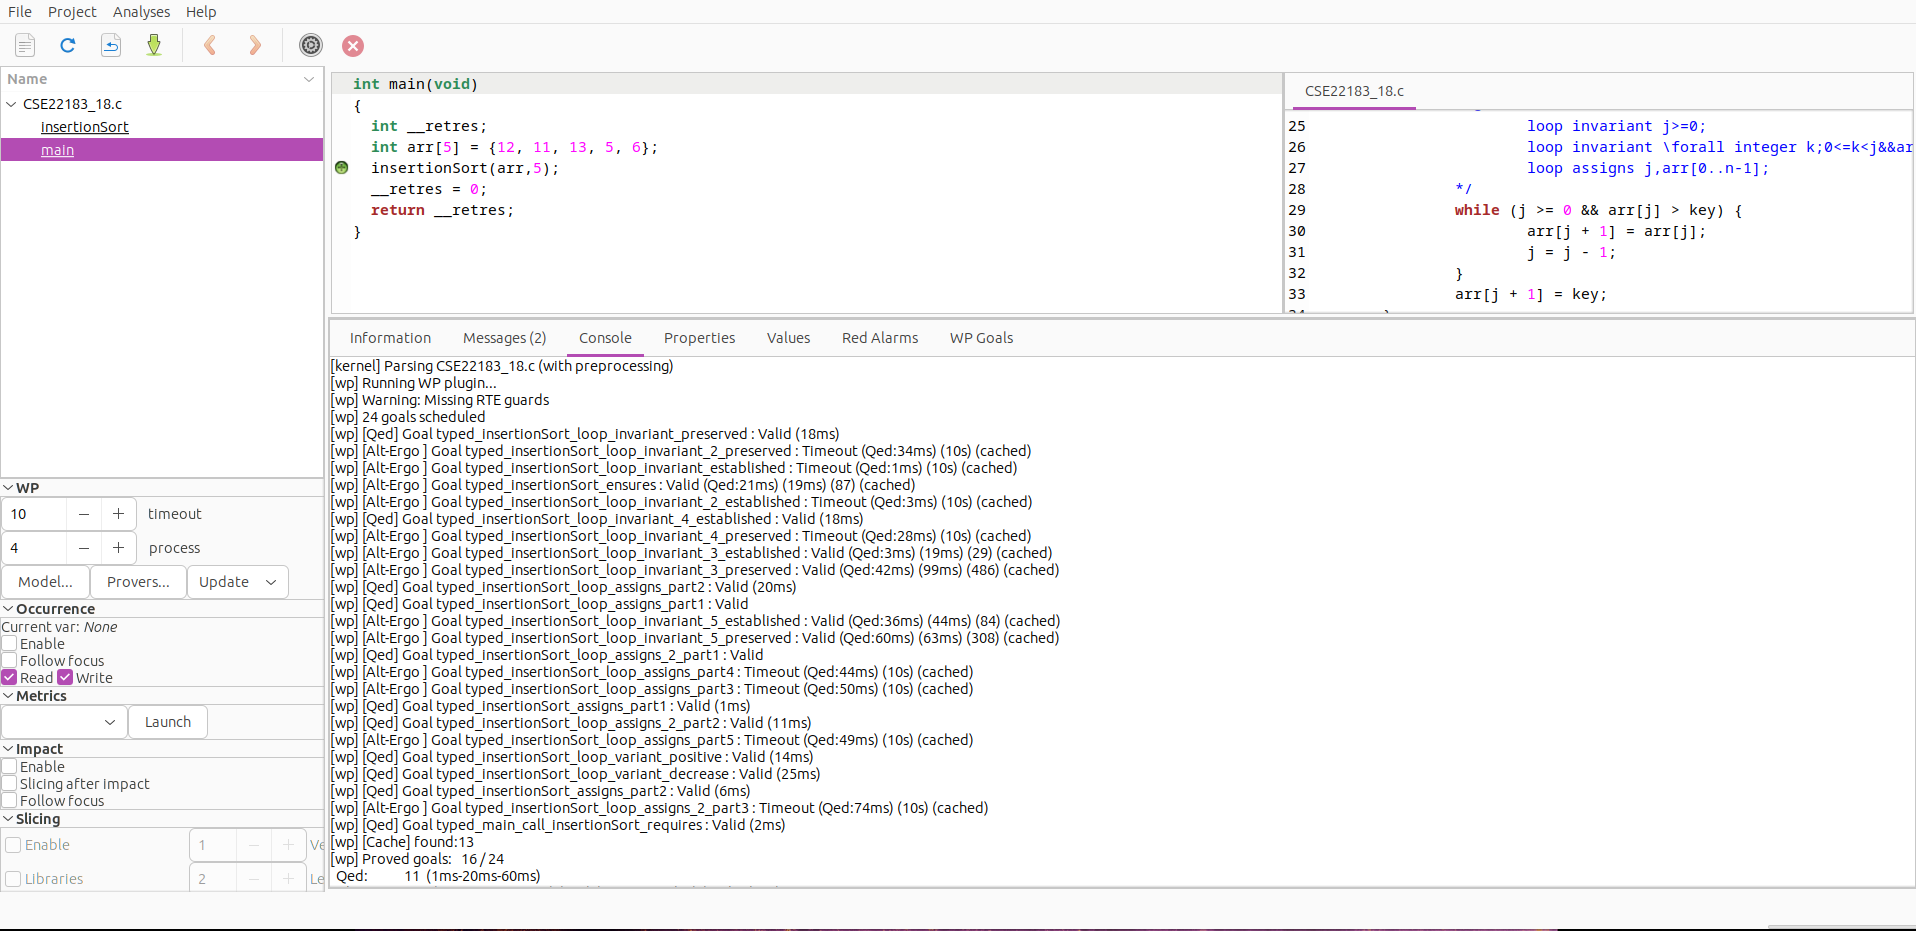 File Project Analyses Help
Name
CSE22183_18.c
insertionSort
main
WP
10 timeout
4 process
Model... Provers... Update
Occurrence
Current var: None
Enable
Follow focus
Read Write
Metrics
Launch
Impact
Enable
Slicing after impact
Follow focus
Slicing
Enable 1 Ve
Libraries 2 Le
int main(void)
{
int __retres;
int arr[5] = {12, 11, 13, 5, 6};
insertionSort(arr,5);
__retres = 0;
return __retres;
}
CSE22183_18.c
25 loop invariant j>=0;
26 loop invariant \forall integer k;0<=k<j&&ar
27 loop assigns j,arr[0..n-1];
28 */
29 while (j >= 0 && arr[j] > key) {
30 arr[j + 1] = arr[j];
31 j = j - 1;
32 }
33 arr[j + 1] = key;
Information Messages (2) Console Properties Values Red Alarms WP Goals
[kernel] Parsing CSE22183_18.c (with preprocessing)
[wp] Running WP plugin...
[wp] Warning: Missing RTE guards
[wp] 24 goals scheduled
[wp] [Qed] Goal typed_insertionSort_loop_invariant_preserved : Valid (18ms)
[wp] [Alt-Ergo ] Goal typed_insertionSort_loop_invariant_2_preserved : Timeout (Qed:34ms) (10s) (cached)
[wp] [Alt-Ergo ] Goal typed_insertionSort_loop_invariant_established : Timeout (Qed:1ms) (10s) (cached)
[wp] [Alt-Ergo ] Goal typed_insertionSort_ensures : Valid (Qed:21ms) (19ms) (87) (cached)
[wp] [Alt-Ergo ] Goal typed_insertionSort_loop_invariant_2_established : Timeout (Qed:3ms) (10s) (cached)
[wp] [Qed] Goal typed_insertionSort_loop_invariant_4_established : Valid (18ms)
[wp] [Alt-Ergo ] Goal typed_insertionSort_loop_invariant_4_preserved : Timeout (Qed:28ms) (10s) (cached)
[wp] [Alt-Ergo ] Goal typed_insertionSort_loop_invariant_3_established : Valid (Qed:3ms) (19ms) (29) (cached)
[wp] [Alt-Ergo ] Goal typed_insertionSort_loop_invariant_3_preserved : Valid (Qed:42ms) (99ms) (486) (cached)
[wp] [Qed] Goal typed_insertionSort_loop_assigns_part2 : Valid (20ms)
[wp] [Qed] Goal typed_insertionSort_loop_assigns_part1 : Valid
[wp] [Alt-Ergo ] Goal typed_insertionSort_loop_invariant_5_established : Valid (Qed:36ms) (44ms) (84) (cached)
[wp] [Alt-Ergo ] Goal typed_insertionSort_loop_invariant_5_preserved : Valid (Qed:60ms) (63ms) (308) (cached)
[wp] [Qed] Goal typed_insertionSort_loop_assigns_2_part1 : Valid
[wp] [Alt-Ergo ] Goal typed_insertionSort_loop_assigns_part4 : Timeout (Qed:44ms) (10s) (cached)
[wp] [Alt-Ergo ] Goal typed_insertionSort_loop_assigns_part3 : Timeout (Qed:50ms) (10s) (cached)
[wp] [Qed] Goal typed_insertionSort_assigns_part1 : Valid (1ms)
[wp] [Qed] Goal typed_insertionSort_loop_assigns_2_part2 : Valid (11ms)
[wp] [Alt-Ergo ] Goal typed_insertionSort_loop_assigns_part5 : Timeout (Qed:49ms) (10s) (cached)
[wp] [Qed] Goal typed_insertionSort_loop_variant_positive : Valid (14ms)
[wp] [Qed] Goal typed_insertionSort_loop_variant_decrease : Valid (25ms)
[wp] [Qed] Goal typed_insertionSort_assigns_part2 : Valid (6ms)
[wp] [Alt-Ergo ] Goal typed_insertionSort_loop_assigns_2_part3 : Timeout (Qed:74ms) (10s) (cached)
[wp] [Qed] Goal typed_main_call_insertionSort_requires : Valid (2ms)
[wp] [Cache] found:13
[wp] Proved goals: 16 / 24
Qed: 11 (1ms-20ms-60ms)